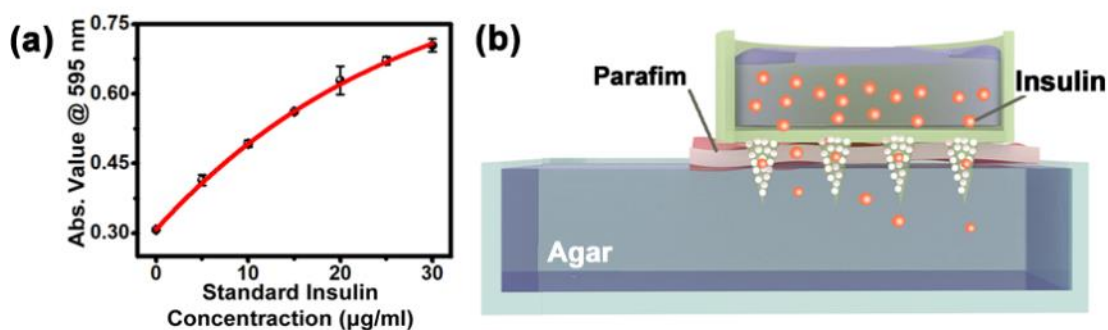 (a)
0.75
0.60
0.45
0.30
Abs. Value @ 595 nm
0
10
20
30
Standard Insulin
Concentraction (μg/ml)
(b)
Parafim
Insulin
Agar